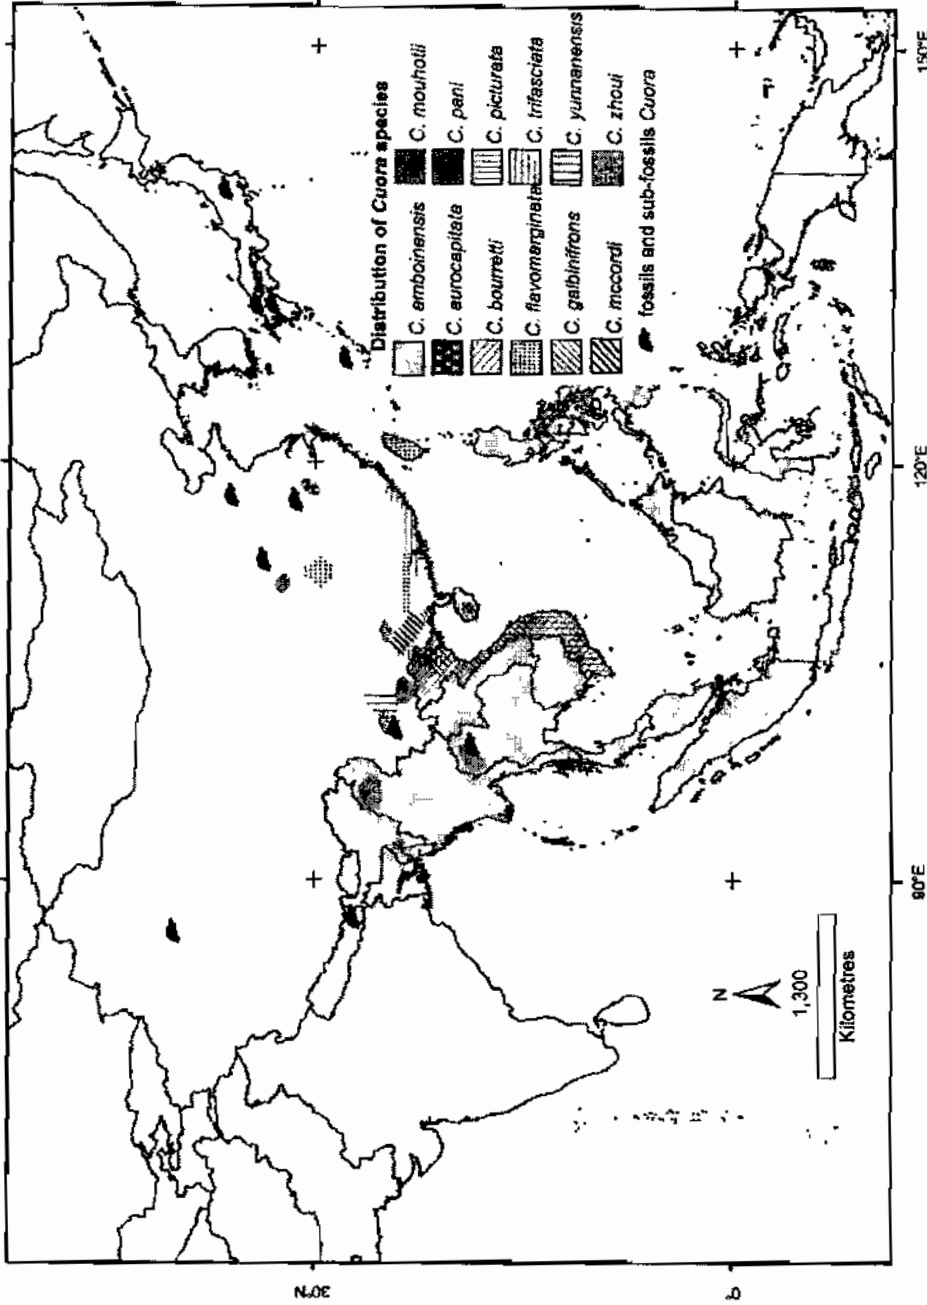 Distribution of Cuora species
C. amboinensis
C. aurocapitata
C. bourretti
C. flavomarginata
C. galbinifrons
C. mccordi
C. mouhotii
C. pani
C. picturata
C. trifasciata
C. yunnanensis
C. zhoui
fossils and sub-fossils Cuora
N
1,300
Kilometres
30°N
0°
90°E
120°E
150°E